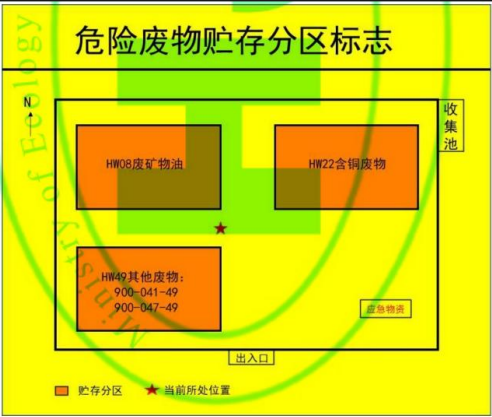 危险废物贮存分区标志
N
收
集
池
HW08废矿物油
HW22含铜废物
HW49其他废物：
900-041-49
900-047-49
应急物资
出入口
贮存分区
当前所处位置
Ministry of Ecology